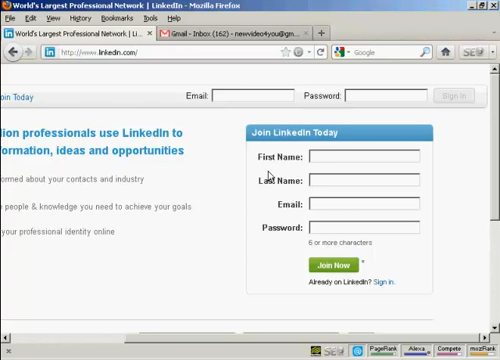 World's Largest Professional Network | LinkedIn - Mozilla Firefox
File Edit View History Bookmarks Tools Help
World's Largest Professional Network | LinkedIn Gmail - Inbox (162) - newvideo4you@gm...
http://www.linkedin.com/ Google
oin Today Email: Password: Sign in
lion professionals use LinkedIn to
formation, ideas and opportunities
ormed about your contacts and industry
people & knowledge you need to achieve your goals.
your professional identity online
Join LinkedIn Today
First Name:
Last Name:
Email:
Password:
6 or more characters
Join Now *
Already on LinkedIn? Sign in.
PageRank Alexa Compete mozRank